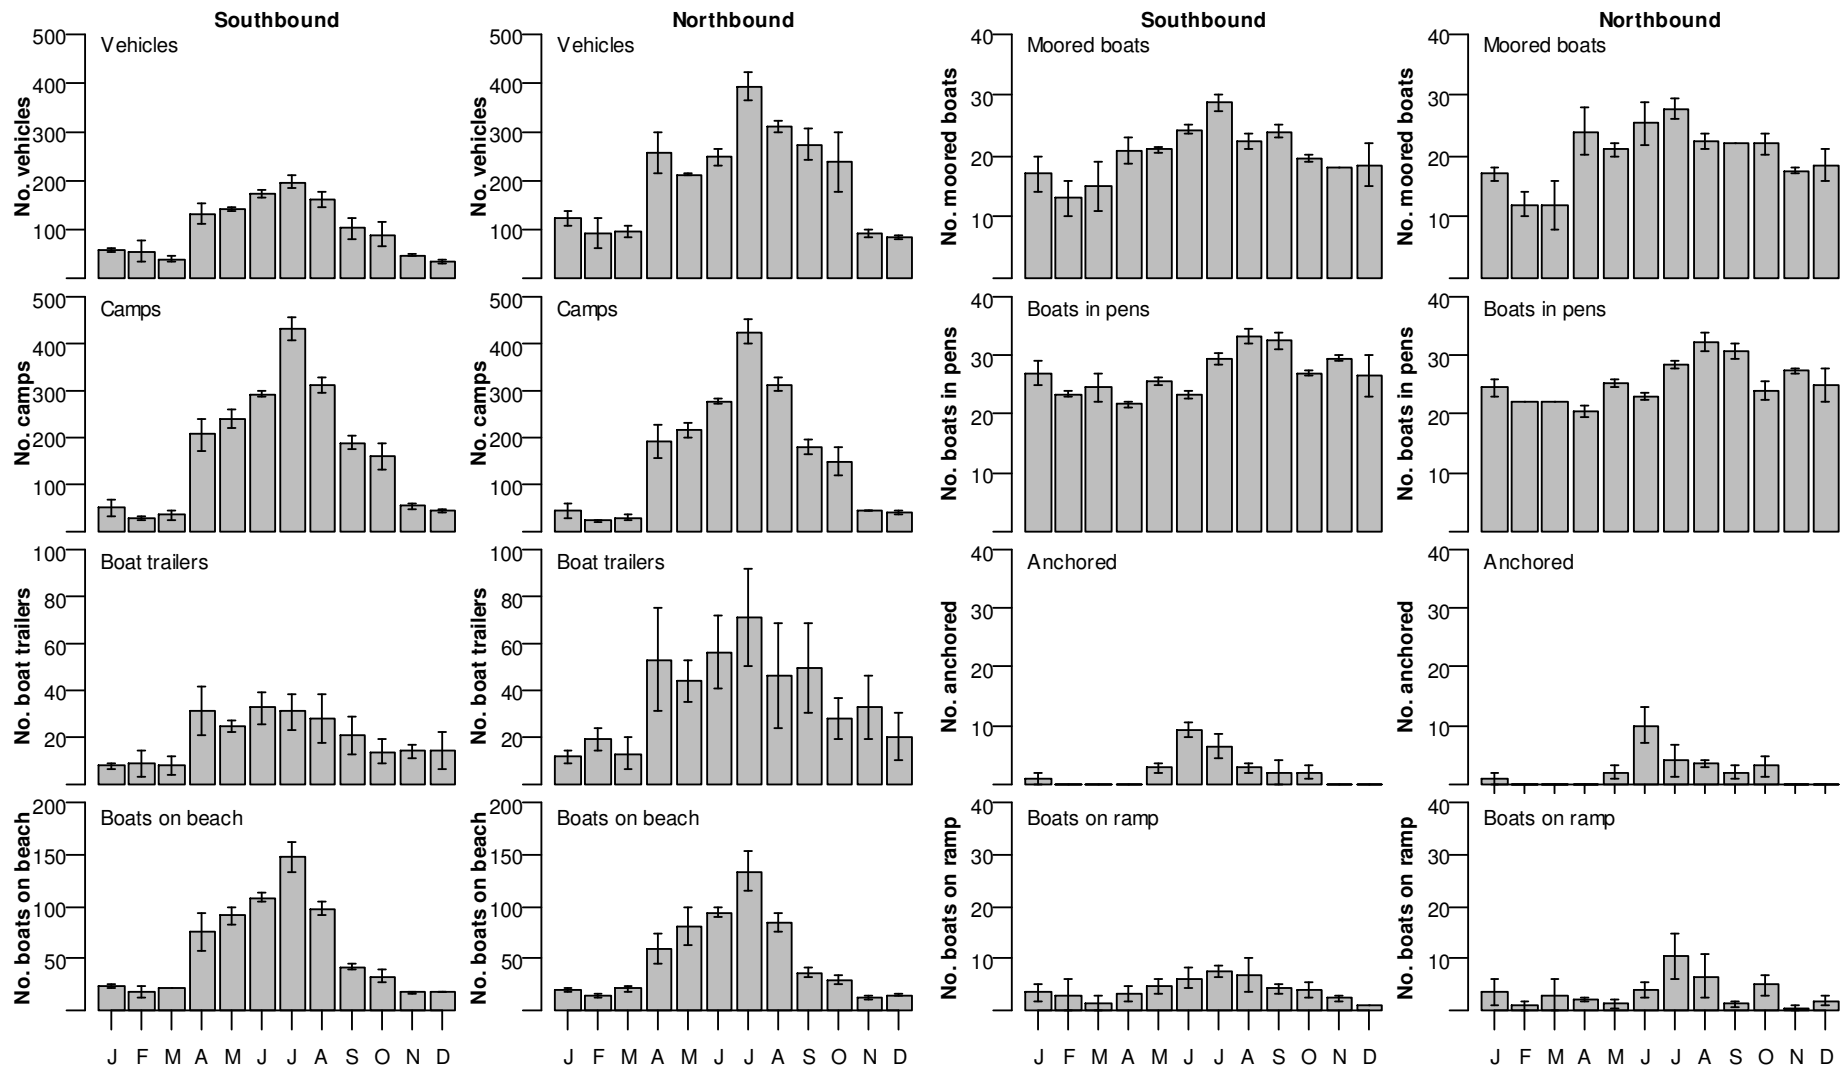 Southbound Northbound Southbound Northbound
500 Vehicles 500 Vehicles 40 Moored boats 40 Moored boats
400 400 30 30
300 300 20 20
200 200 10 10
100 100
No. vehicles No. vehicles No. moored boats No. moored boats
500 Camps 500 Camps 40 Boats in pens 40 Boats in pens
400 400 30 30
300 300 20 20
200 200 10 10
100 100
No. camps No. camps No. boats in pens No. boats in pens
100 Boat trailers 100 Boat trailers 40 Anchored 40 Anchored
80 80 30 30
60 60 20 20
40 40 10 10
20 20
No. boat trailers No. boat trailers No. anchored No. anchored
200 Boats on beach 200 Boats on beach 40 Boats on ramp 40 Boats on ramp
150 150 30 30
100 100 20 20
50 50 10 10
No. boats on beach No. boats on beach No. boats on ramp No. boats on ramp
J F M A M J J A S O N D J F M A M J J A S O N D J F M A M J J A S O N D J F M A M J J A S O N D